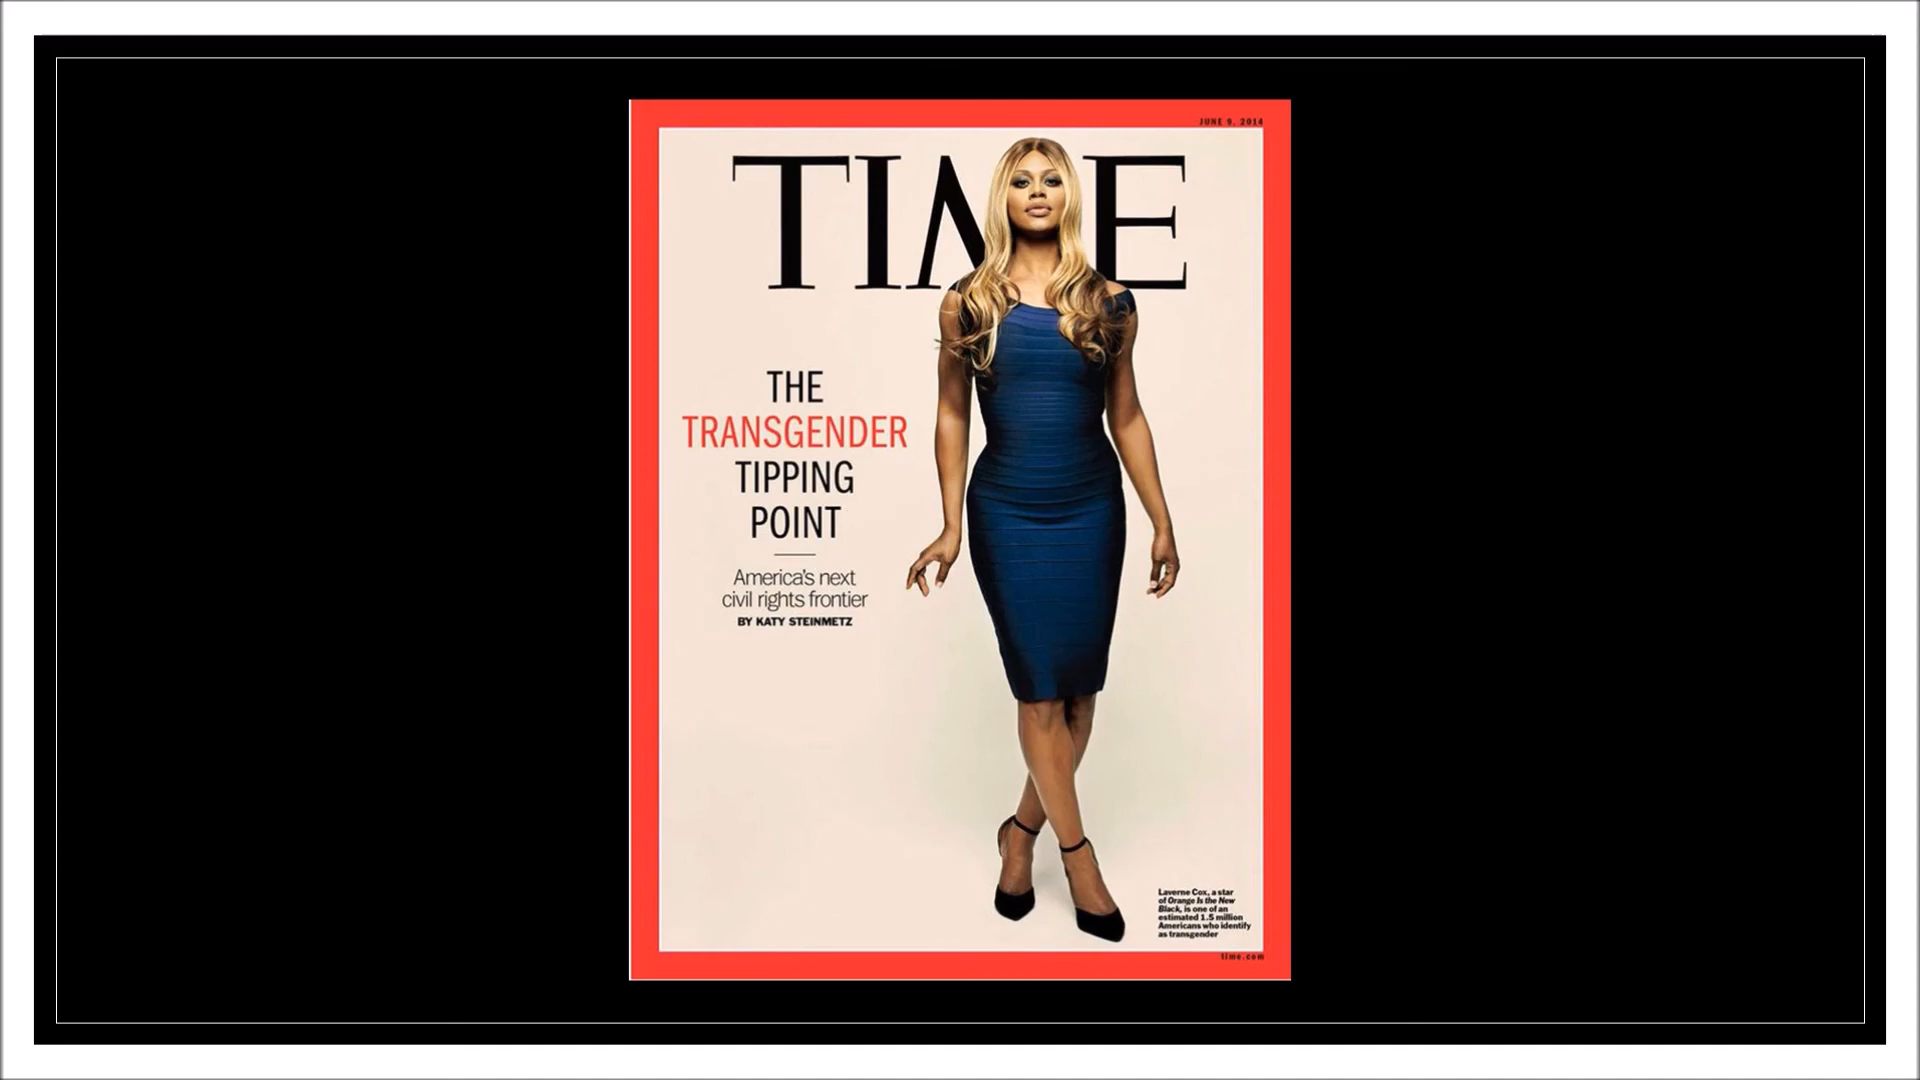 JUNE 9, 2014
TIME
THE
TRANSGENDER
TIPPING
POINT
America's next
civil rights frontier
BY KATY STEINMETZ
Laverne Cox, a star
of Orange Is the New
Black, is one of an
estimated 1.5 million
Americans who identify
as transgender
time.com